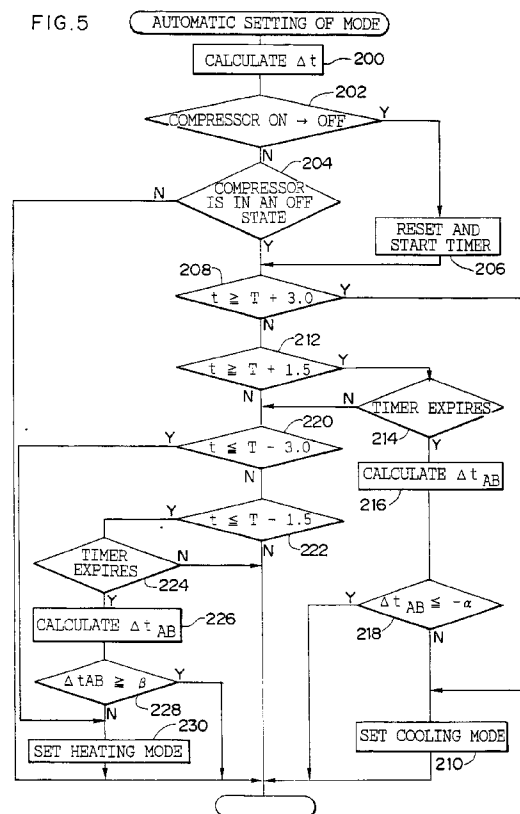 FIG.5
AUTOMATIC SETTING OF MODE
CALCULATE Δt
200
202
COMPRESSOR ON → OFF
Y
N
204
N
COMPRESSOR
IS IN AN OFF
STATE
Y
RESET AND
START TIMER
206
208
t ≧ T + 3.0
Y
N
212
t ≧ T + 1.5
Y
N
N
TIMER EXPIRES
214
Y
220
Y
t ≦ T - 3.0
N
CALCULATE Δt AB
216
Y
t ≦ T - 1.5
N
222
TIMER
EXPIRES
N
224
Y
CALCULATE Δt AB
226
Y
Δt AB ≦ -α
218
N
ΔtAB ≧ β
Y
228
N
230
SET HEATING MODE
SET COOLING MODE
210